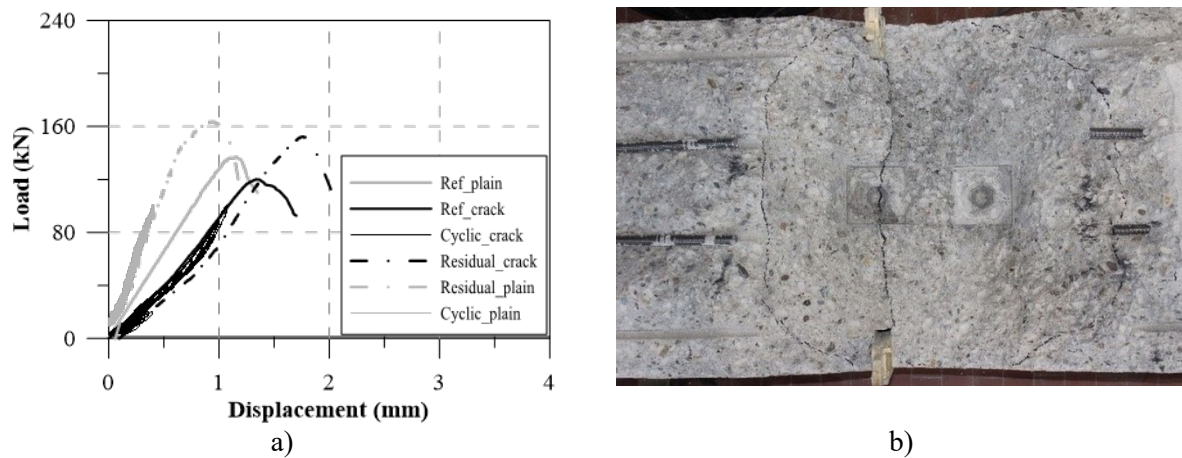 240
160
80
0
Load (kN)
0 1 2 3 4
Displacement (mm)
Ref_plain
Ref_crack
Cyclic_crack
Residual_crack
Residual_plain
Cyclic_plain
a)
b)